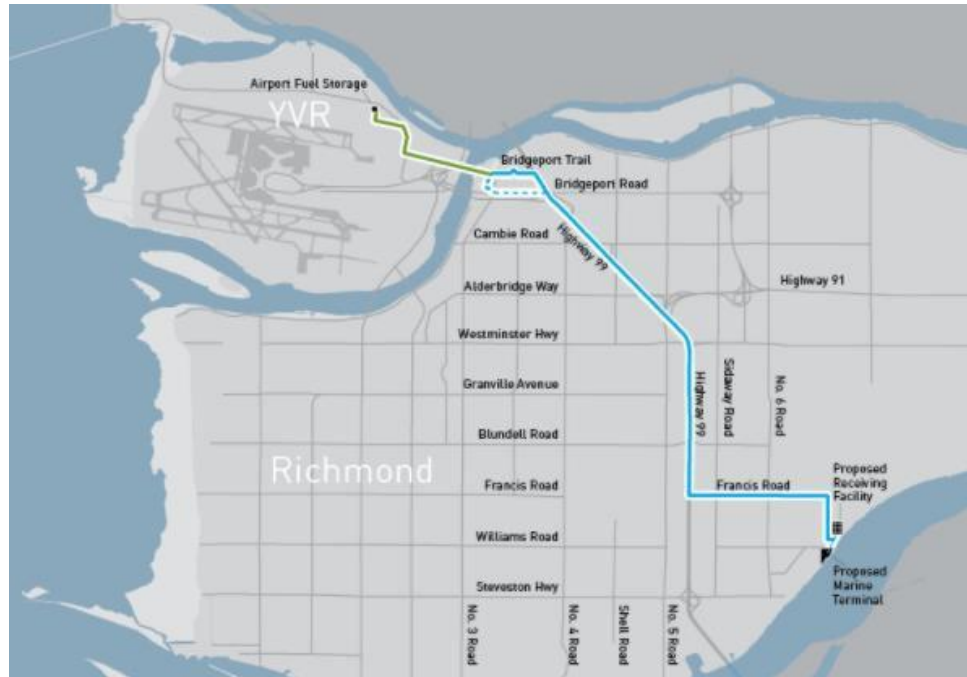 Airport Fuel Storage
YVR
Bridgeport Trail
Bridgeport Road
Cambie Road
Highway 99
Highway 91
Alderbridge Way
Westminster Hwy
Granville Avenue
Highway 99
Sidaway Road
No. 6 Road
Blundell Road
Richmond
Francis Road
Francis Road
Proposed
Receiving
Facility
Williams Road
Proposed
Marine
Terminal
Steveston Hwy
No. 3 Road
No. 4 Road
Shell Road
No. 5 Road